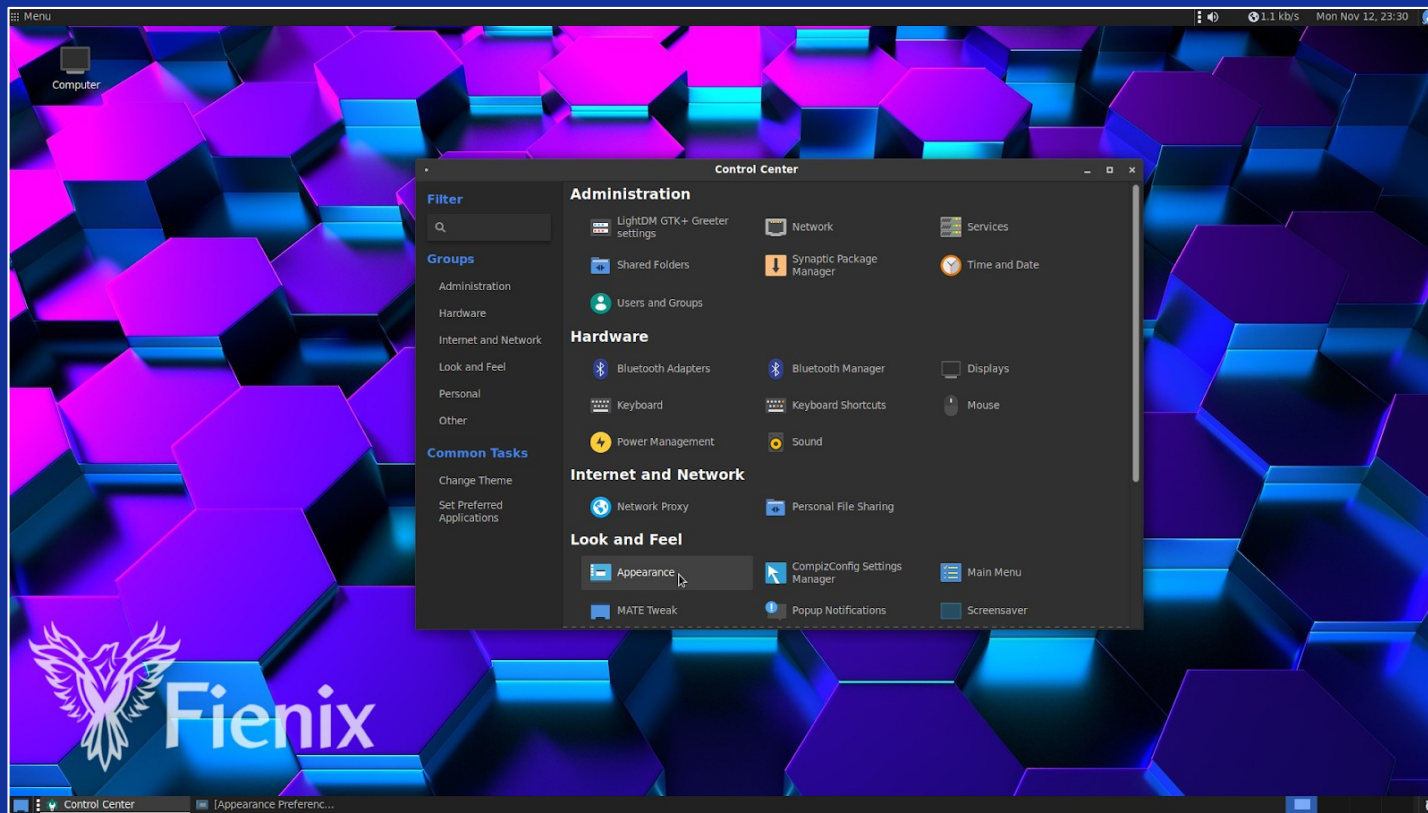 Menu
1.1 kb/s Mon Nov 12, 23:30
Computer
Control Center
Filter
Groups
Administration
Hardware
Internet and Network
Look and Feel
Personal
Other
Common Tasks
Change Theme
Set Preferred
Applications
Administration
LightDM GTK+ Greeter
settings
Network
Services
Shared Folders
Synaptic Package
Manager
Time and Date
Users and Groups
Hardware
Bluetooth Adapters
Bluetooth Manager
Displays
Keyboard
Keyboard Shortcuts
Mouse
Power Management
Sound
Internet and Network
Network Proxy
Personal File Sharing
Look and Feel
Appearance
CompizConfig Settings
Manager
Main Menu
MATE Tweak
Popup Notifications
Screensaver
Fienix
Control Center
[Appearance Preferenc...